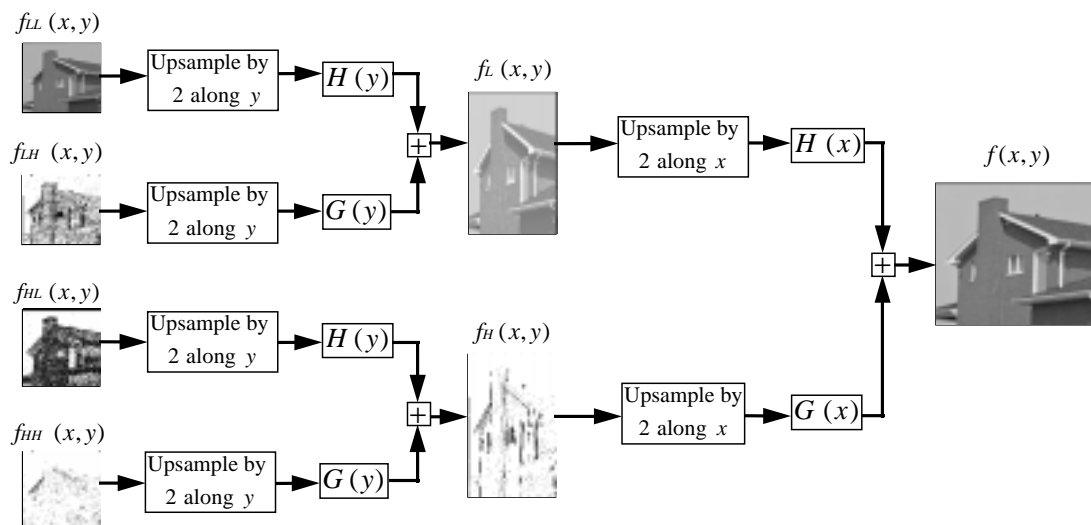 fLL (x, y)
Upsample by
2 along y
H (y)
fL (x, y)
+
Upsample by
2 along x
H (x)
fLH (x, y)
Upsample by
2 along y
G (y)
f(x, y)
+
fHL (x, y)
Upsample by
2 along y
H (y)
fH (x, y)
+
Upsample by
2 along x
G (x)
fHH (x, y)
Upsample by
2 along y
G (y)